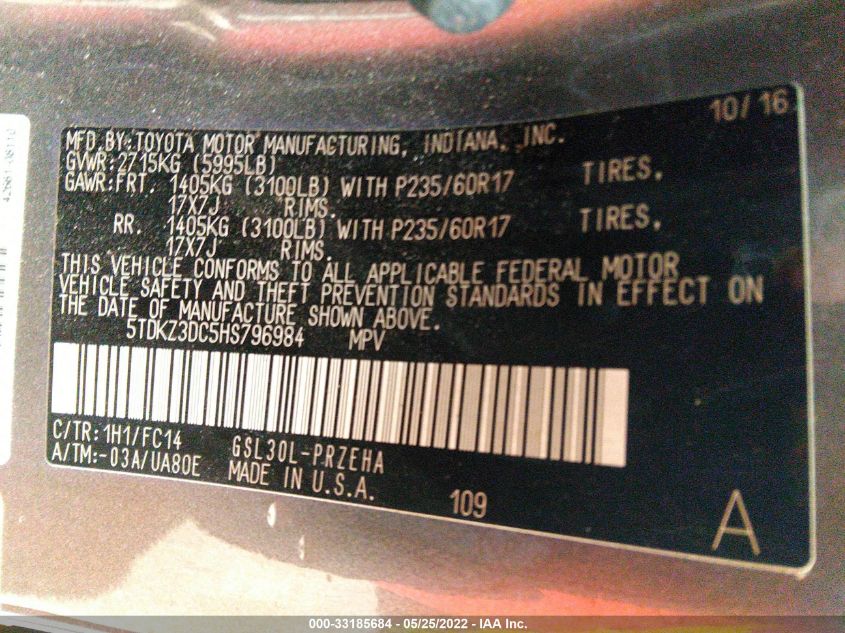 10/16
MFD.BY:TOYOTA MOTOR MANUFACTURING, INDIANA, INC.
GVWR:2715KG (5995LB)
GAWR:FRT. 1405KG (3100LB) WITH P235/60R17 TIRES,
17X7J RIMS.
RR. 1405KG (3100LB) WITH P235/60R17 TIRES,
17X7J RIMS.
THIS VEHICLE CONFORMS TO ALL APPLICABLE FEDERAL MOTOR
VEHICLE SAFETY AND THEFT PREVENTION STANDARDS IN EFFECT ON
THE DATE OF MANUFACTURE SHOWN ABOVE.
5TDKZ3DC5HS796984 MPV
C/TR:1H1/FC14 GSL30L-PRZEHA
A/TM:-03A/UA80E MADE IN U.S.A.
109
A
000-33185684 - 05/25/2022 - IAA Inc.